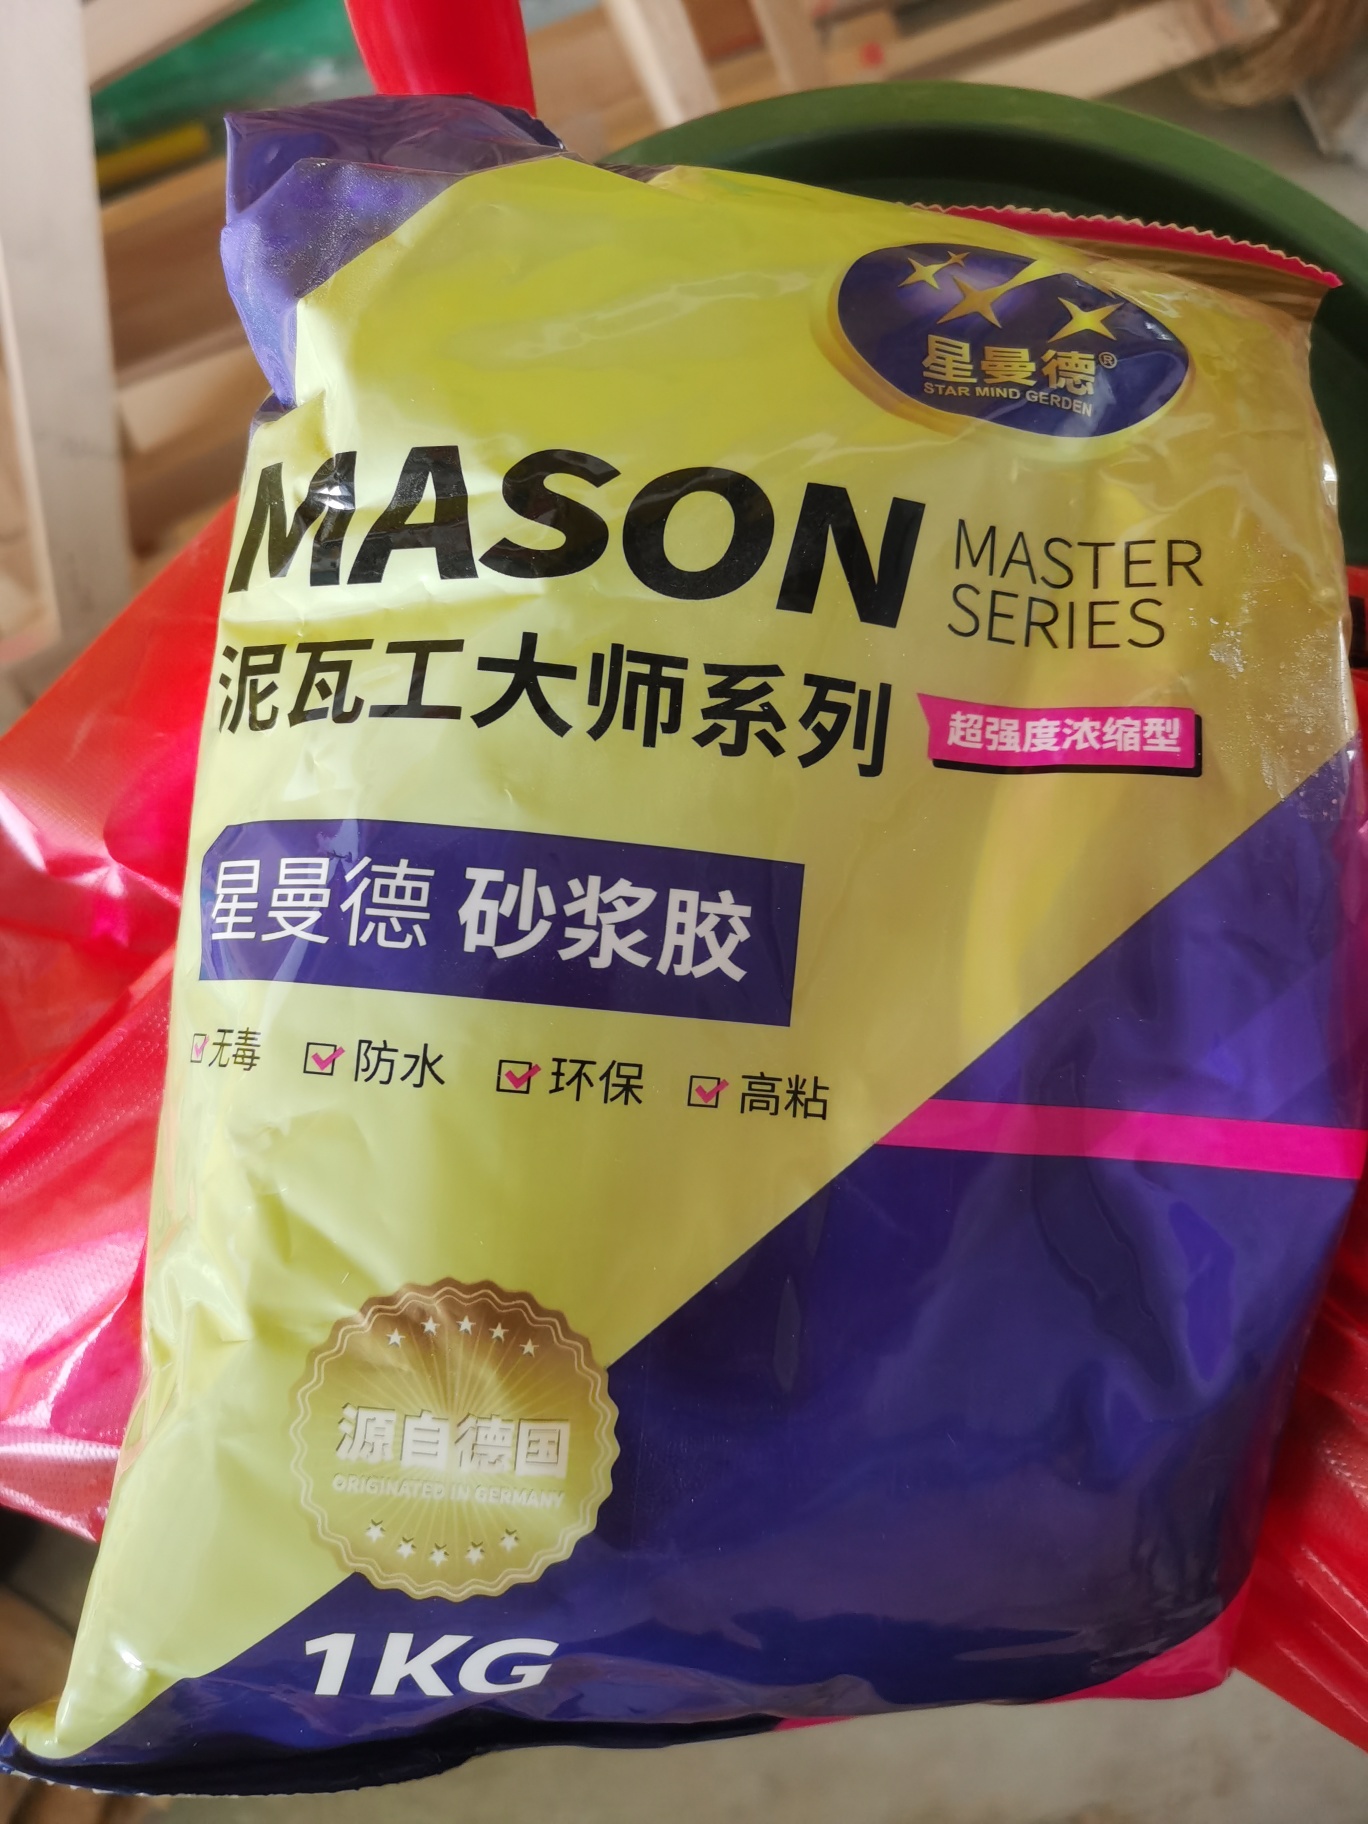 星曼德®
STAR MIND GERDEN
MASON
MASTER
SERIES
泥瓦工大师系列
超强度浓缩型
星曼德 砂浆胶
无毒 防水 环保 高粘
源自德国
ORIGINATED IN GERMANY
1KG